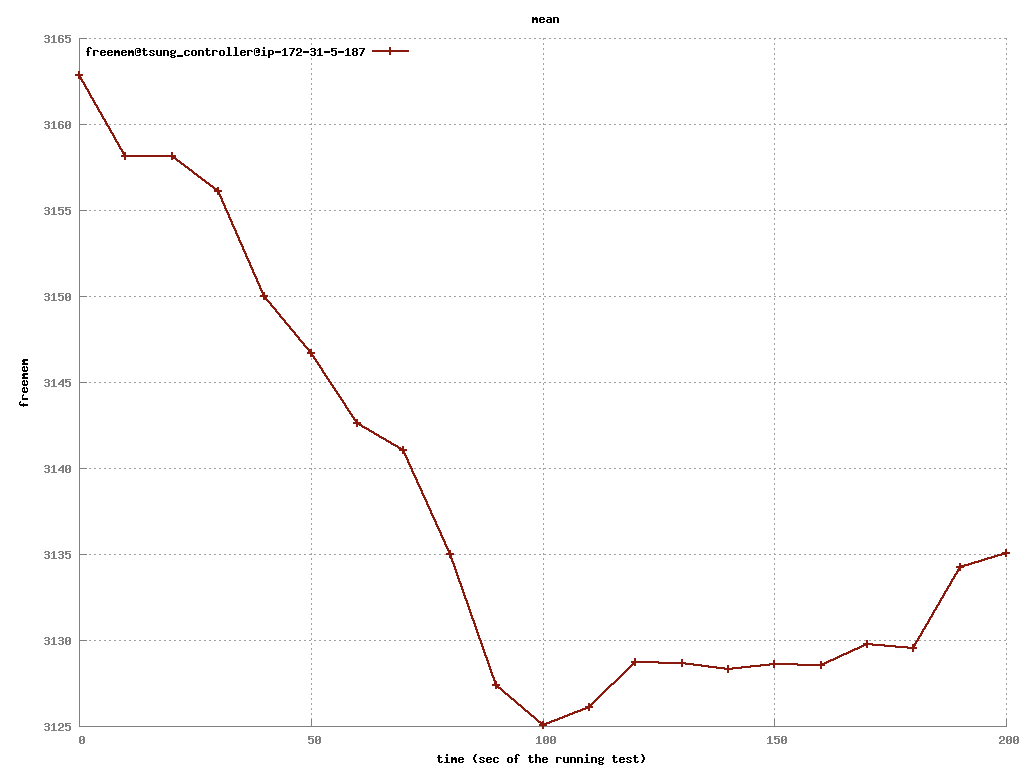 mean
freemem@tsung_controller@ip-172-31-5-187
3165
3160
3155
3150
3145
3140
3135
3130
3125
freemem
0 50 100 150 200
time (sec of the running test)